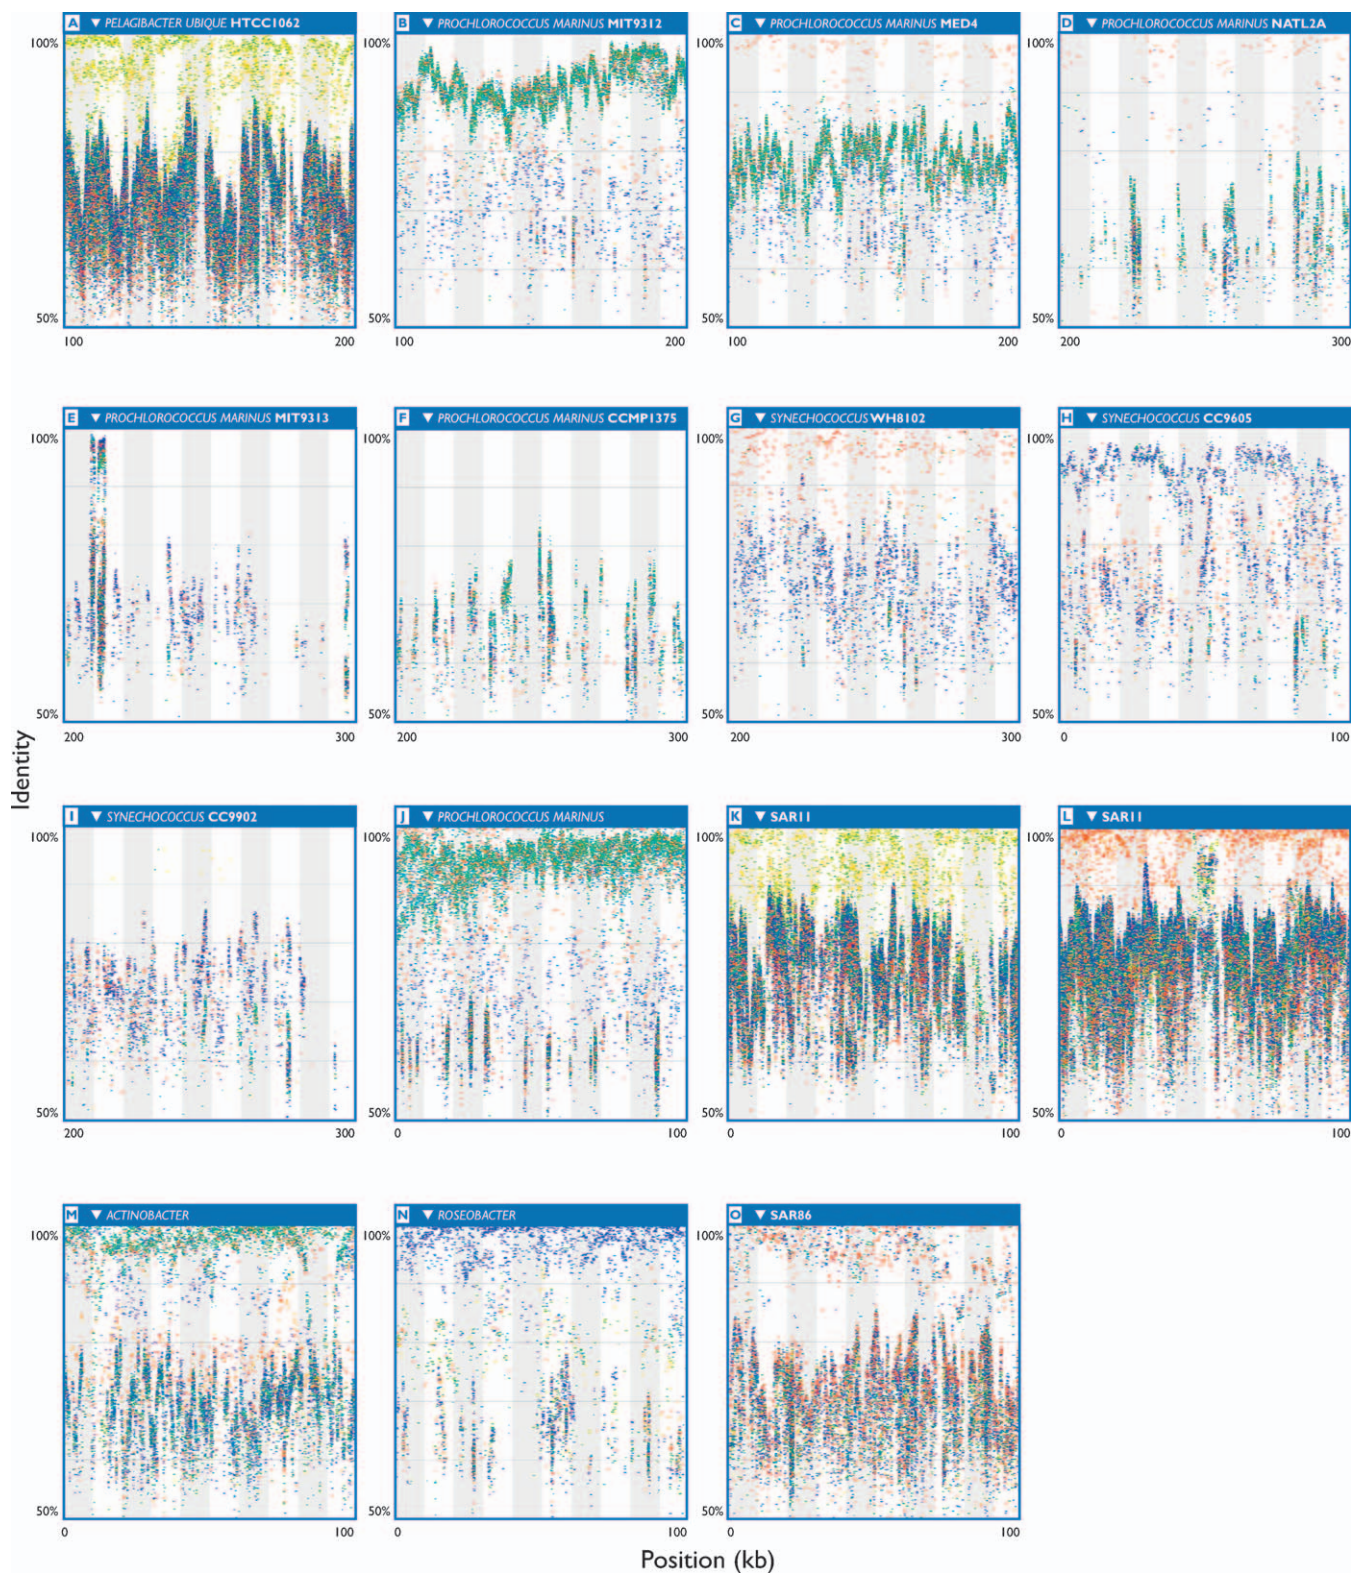 A ▼ PELAGIBACTER UBIQUE HTCC1062
B ▼ PROCHLOROCOCCUS MARINUS MIT9312
C ▼ PROCHLOROCOCCUS MARINUS MED4
D ▼ PROCHLOROCOCCUS MARINUS NATL2A
100% 100% 100% 100%
50% 50% 50% 50%
100 200 100 200 100 200 200 300
E ▼ PROCHLOROCOCCUS MARINUS MIT9313
F ▼ PROCHLOROCOCCUS MARINUS CCMP1375
G ▼ SYNECHOCOCCUS WH8102
H ▼ SYNECHOCOCCUS CC9605
100% 100% 100% 100%
50% 50% 50% 50%
200 300 200 300 200 300 0 100
Identity
I ▼ SYNECHOCOCCUS CC9902
J ▼ PROCHLOROCOCCUS MARINUS
K ▼ SAR11
L ▼ SAR11
100% 100% 100% 100%
50% 50% 50% 50%
200 300 0 100 0 100 0 100
M ▼ ACTINOBACTER
N ▼ ROSEOBACTER
O ▼ SAR86
100% 100% 100%
50% 50% 50%
0 100 0 100 0 100
Position (kb)